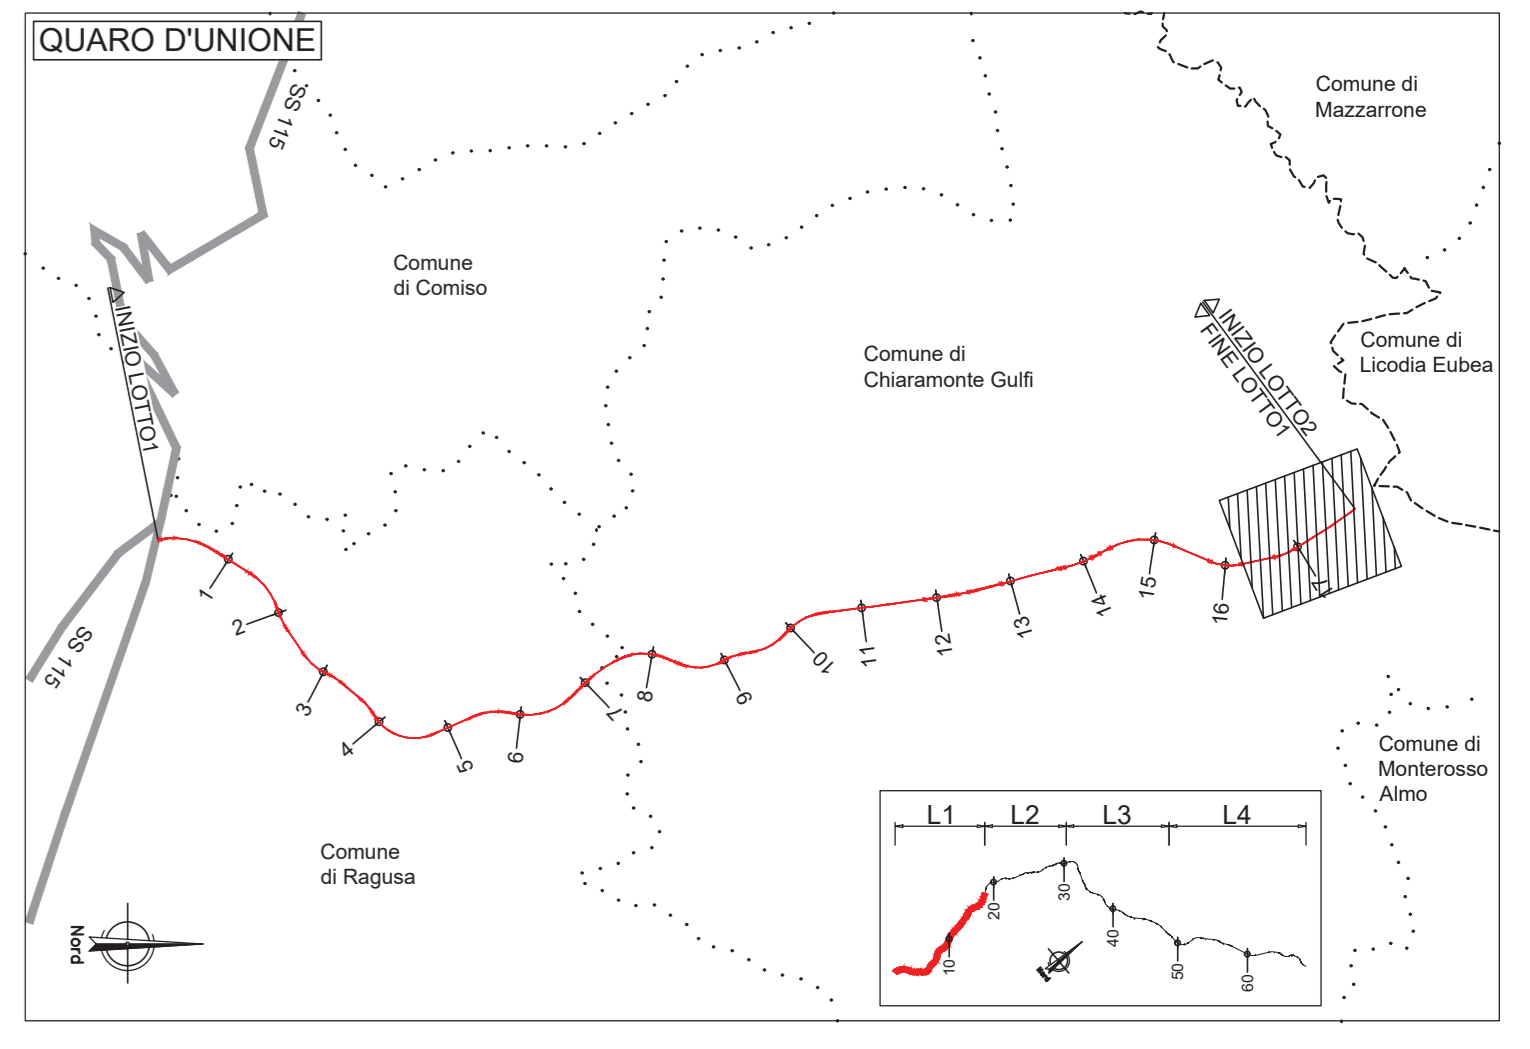 QUARO D'UNIONE
SS 115
Comune di
Mazzarrone
Comune
di Comiso
INIZIO LOTTO1
Comune di
Chiaramonte Gulfi
INIZIO LOTTO2
FINE LOTTO1
Comune di
Licodia Eubea
1
2
3
4
5
6
7
8
9
10
11
12
13
14
15
16
17
SS 115
Comune di
Monterosso
Almo
Comune
di Ragusa
Nord
L1 L2 L3 L4
10
20
30
40
50
60